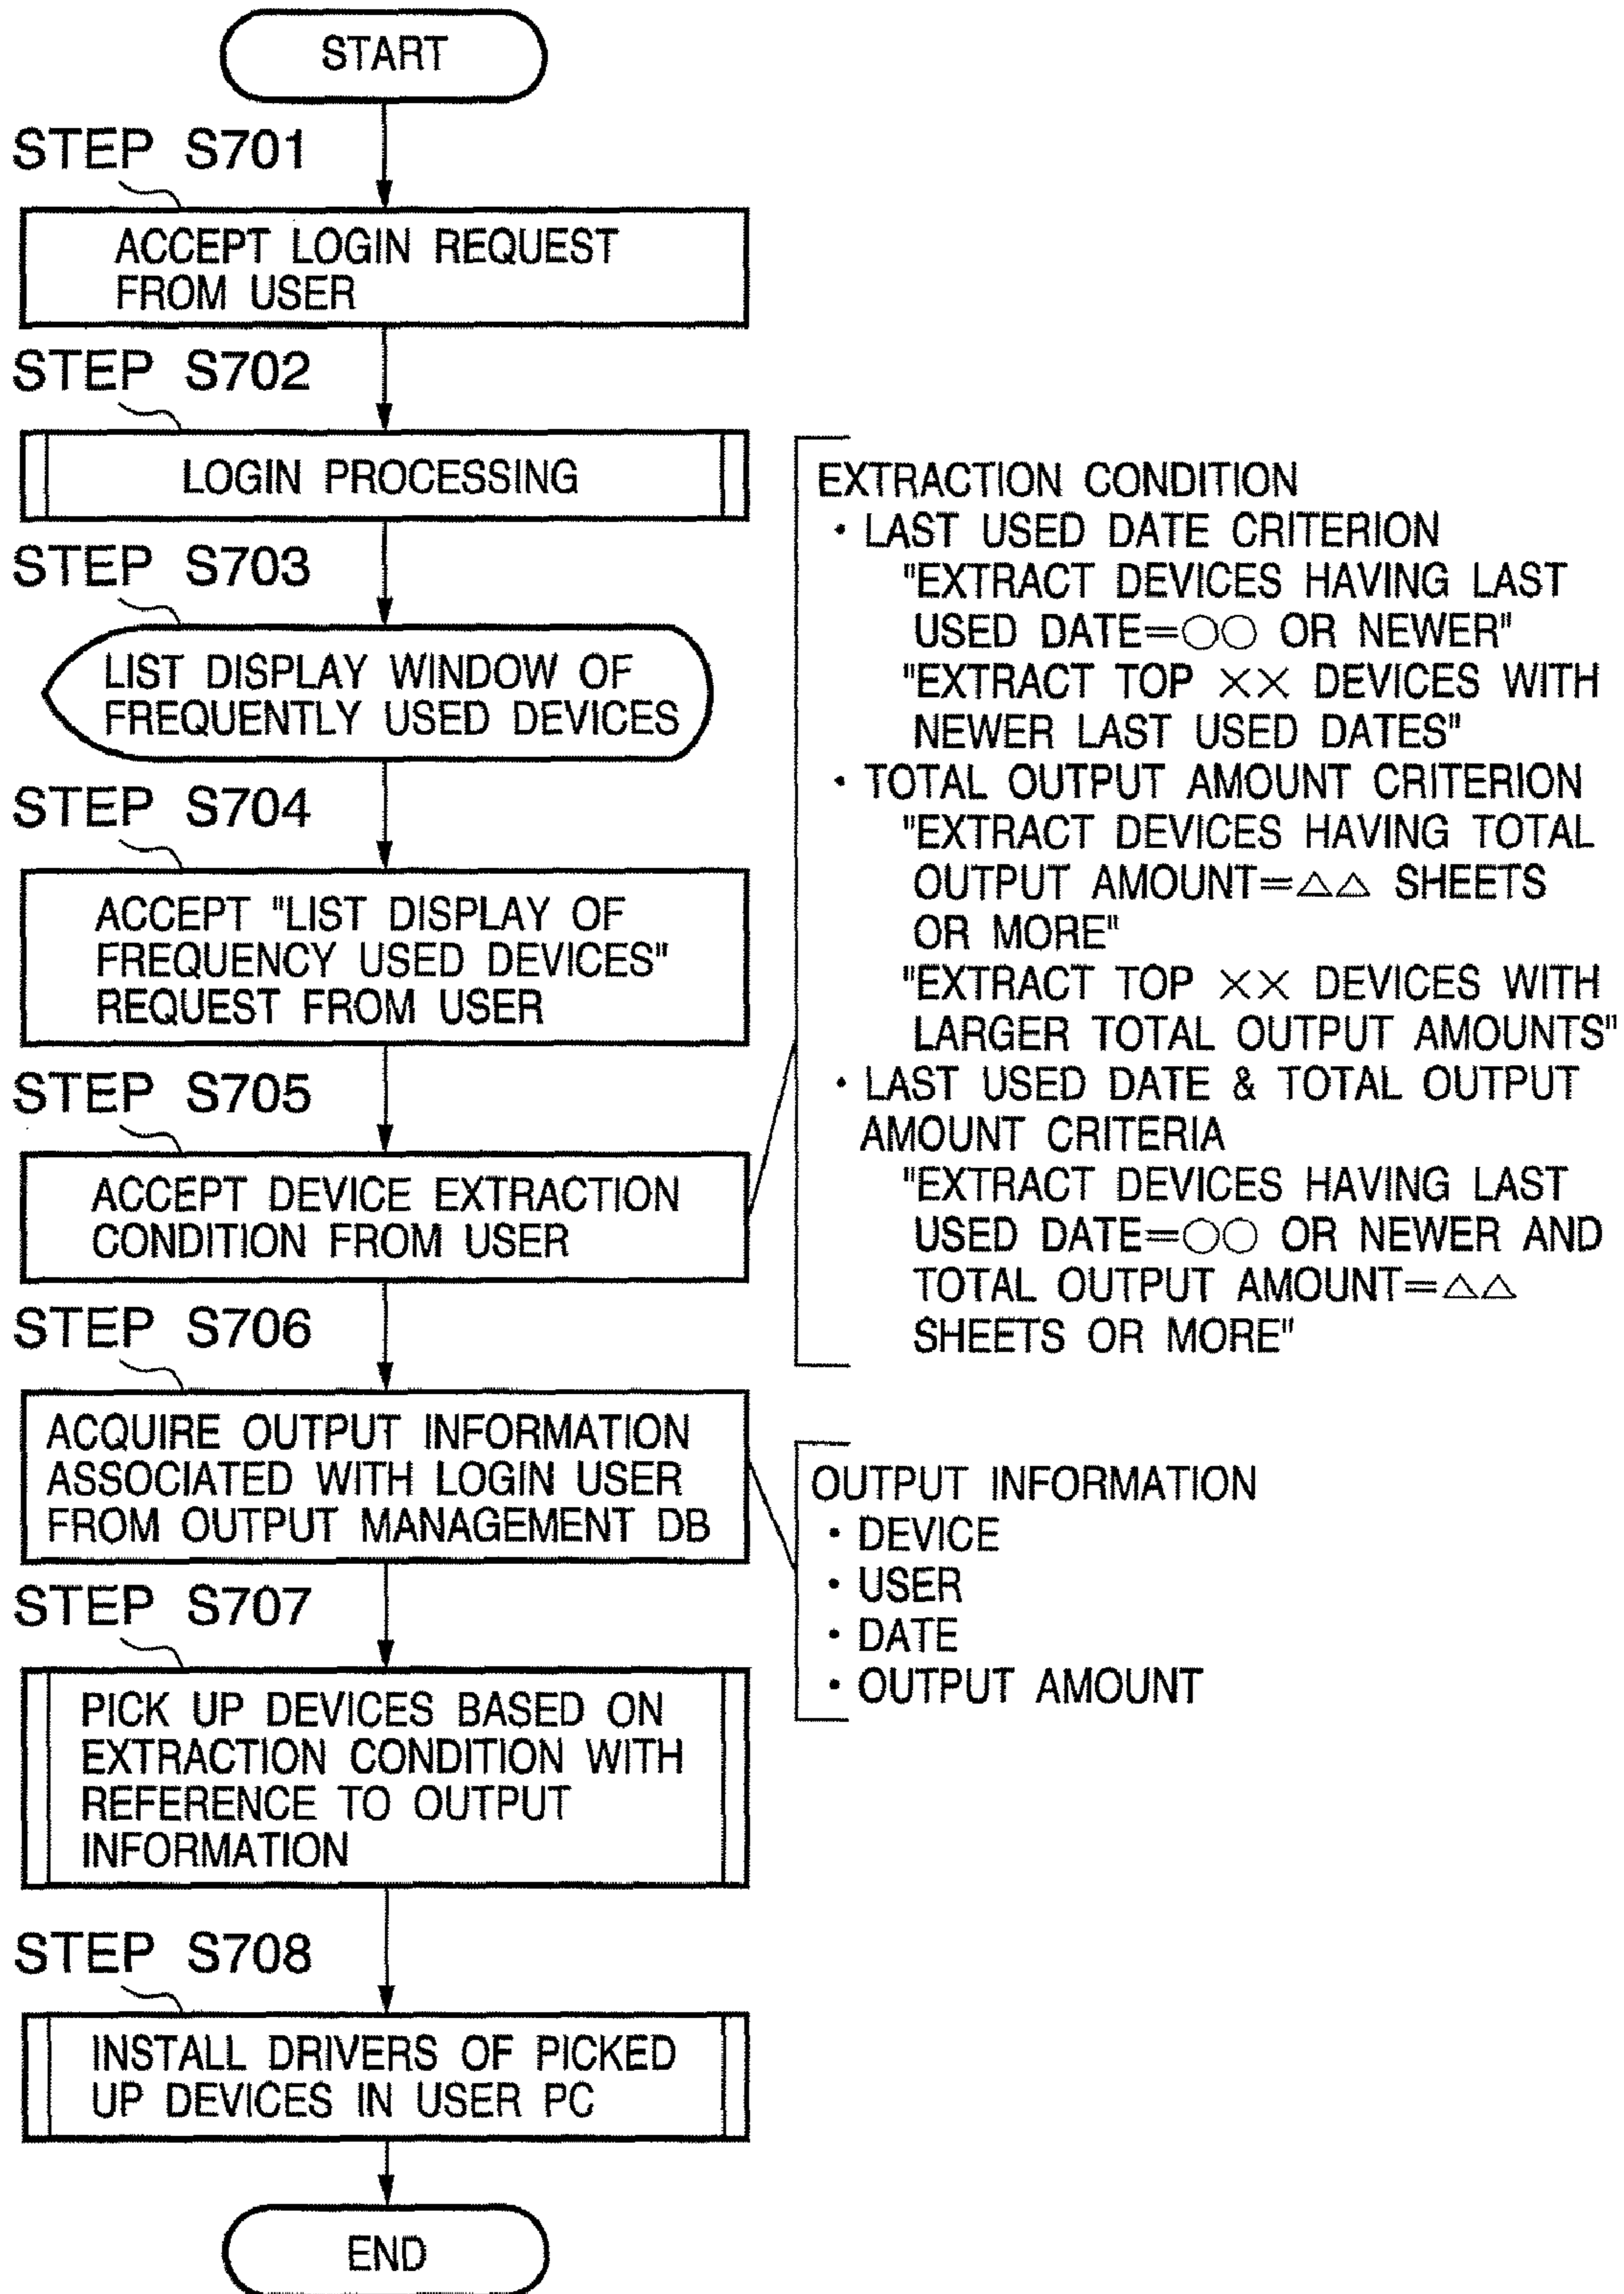 START
STEP S701
ACCEPT LOGIN REQUEST
FROM USER
STEP S702
LOGIN PROCESSING
STEP S703
LIST DISPLAY WINDOW OF
FREQUENTLY USED DEVICES
STEP S704
ACCEPT "LIST DISPLAY OF
FREQUENCY USED DEVICES"
REQUEST FROM USER
STEP S705
ACCEPT DEVICE EXTRACTION
CONDITION FROM USER
EXTRACTION CONDITION
・LAST USED DATE CRITERION
"EXTRACT DEVICES HAVING LAST
USED DATE=○○ OR NEWER"
"EXTRACT TOP ×× DEVICES WITH
NEWER LAST USED DATES"
・TOTAL OUTPUT AMOUNT CRITERION
"EXTRACT DEVICES HAVING TOTAL
OUTPUT AMOUNT=△△ SHEETS
OR MORE"
"EXTRACT TOP ×× DEVICES WITH
LARGER TOTAL OUTPUT AMOUNTS"
・LAST USED DATE & TOTAL OUTPUT
AMOUNT CRITERIA
"EXTRACT DEVICES HAVING LAST
USED DATE=○○ OR NEWER AND
TOTAL OUTPUT AMOUNT=△△
SHEETS OR MORE"
STEP S706
ACQUIRE OUTPUT INFORMATION
ASSOCIATED WITH LOGIN USER
FROM OUTPUT MANAGEMENT DB
OUTPUT INFORMATION
・DEVICE
・USER
・DATE
・OUTPUT AMOUNT
STEP S707
PICK UP DEVICES BASED ON
EXTRACTION CONDITION WITH
REFERENCE TO OUTPUT
INFORMATION
STEP S708
INSTALL DRIVERS OF PICKED
UP DEVICES IN USER PC
END